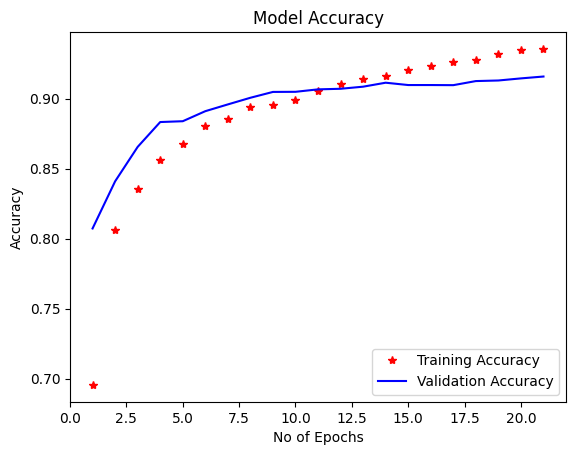 Model Accuracy
Accuracy
0.90
0.85
0.80
0.75
0.70
Training Accuracy
Validation Accuracy
0.0 2.5 5.0 7.5 10.0 12.5 15.0 17.5 20.0
No of Epochs